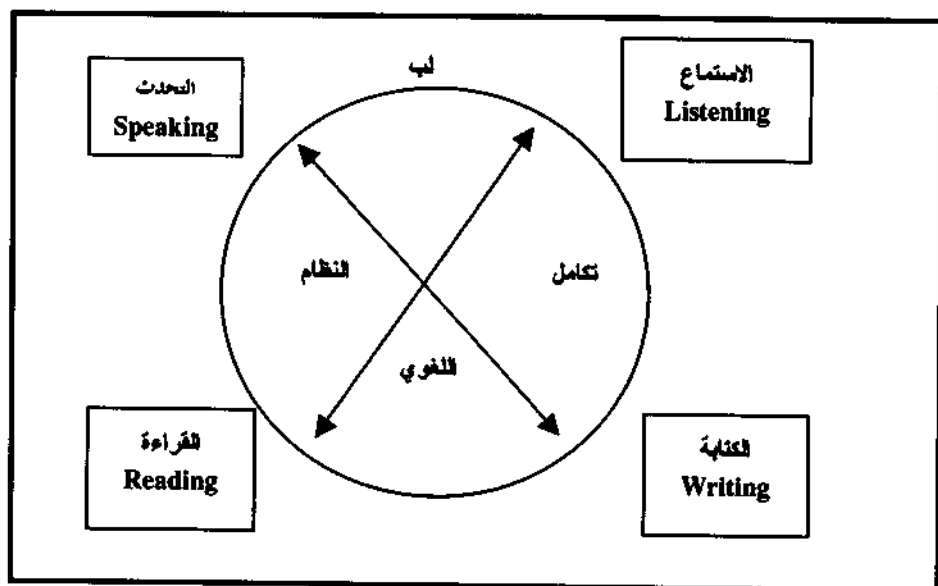 لب
الاستماع
Listening
التحدث
Speaking
تكامل
النظام
اللغوي
الكتابة
Writing
القراءة
Reading